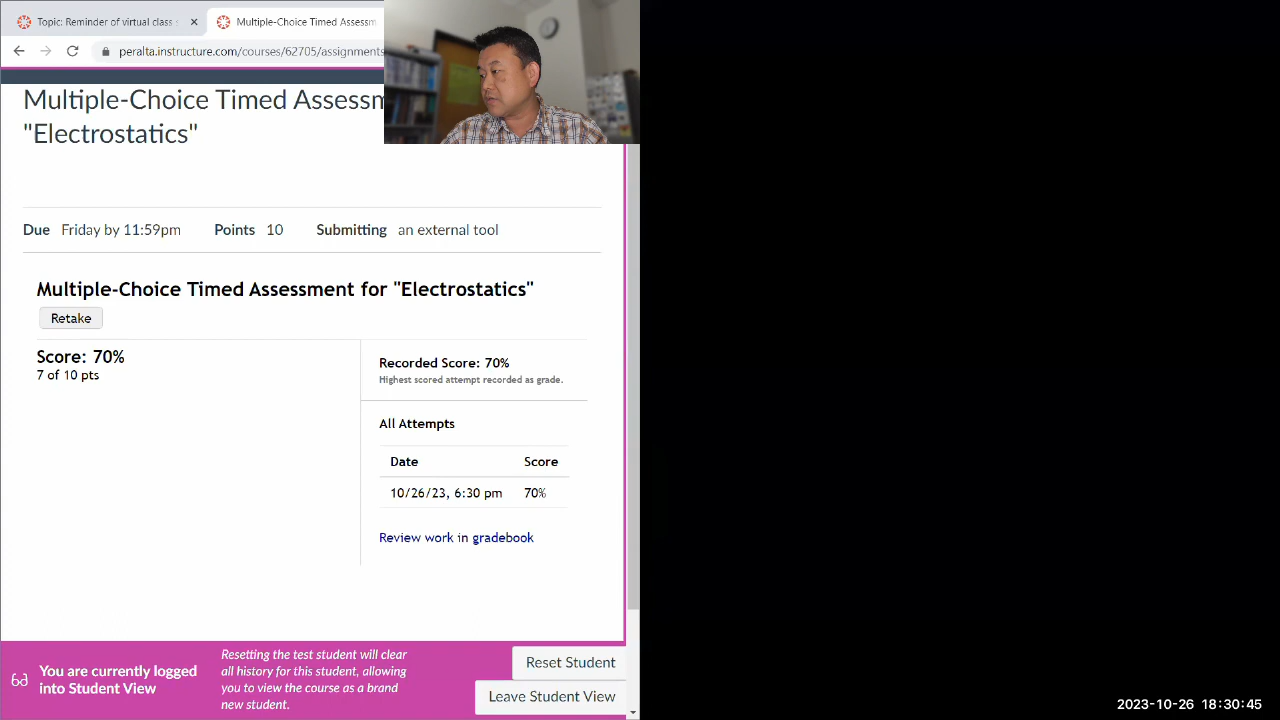 Topic: Reminder of virtual class
Multiple-Choice Timed Assessm
peralta.instructure.com/courses/62705/assignments
Multiple-Choice Timed Assessm
"Electrostatics"
Due Friday by 11:59pm Points 10 Submitting an external tool
Multiple-Choice Timed Assessment for "Electrostatics"
Retake
Score: 70%
7 of 10 pts
Recorded Score: 70%
Highest scored attempt recorded as grade.
All Attempts
Date Score
10/26/23, 6:30 pm 70%
Review work in gradebook
You are currently logged
into Student View
Resetting the test student will clear
all history for this student, allowing
you to view the course as a brand
new student.
Reset Student
Leave Student View
2023-10-26 18:30:45